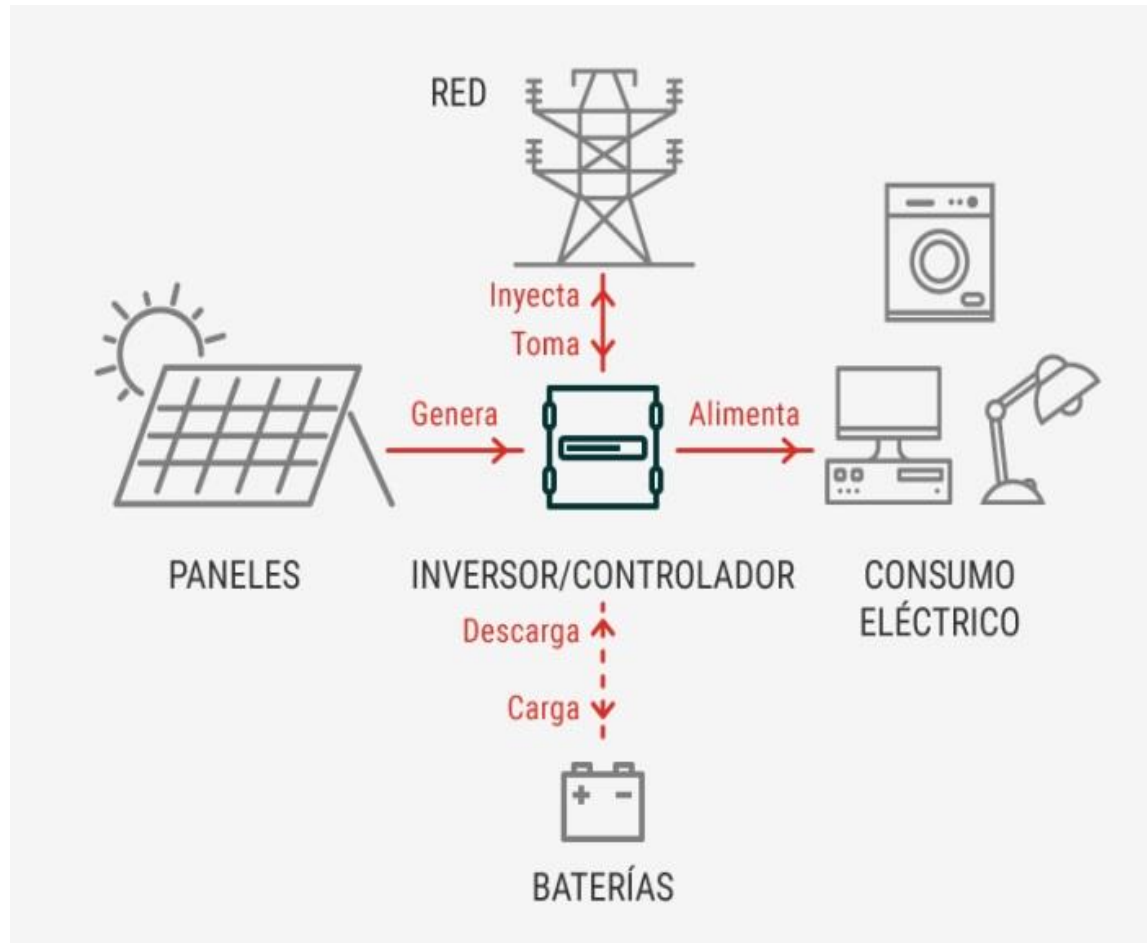 RED
Inyecta
Toma
Genera
Alimenta
PANELES
INVERSOR/CONTROLADOR
CONSUMO
ELÉCTRICO
Descarga
Carga
+ -
BATERÍAS